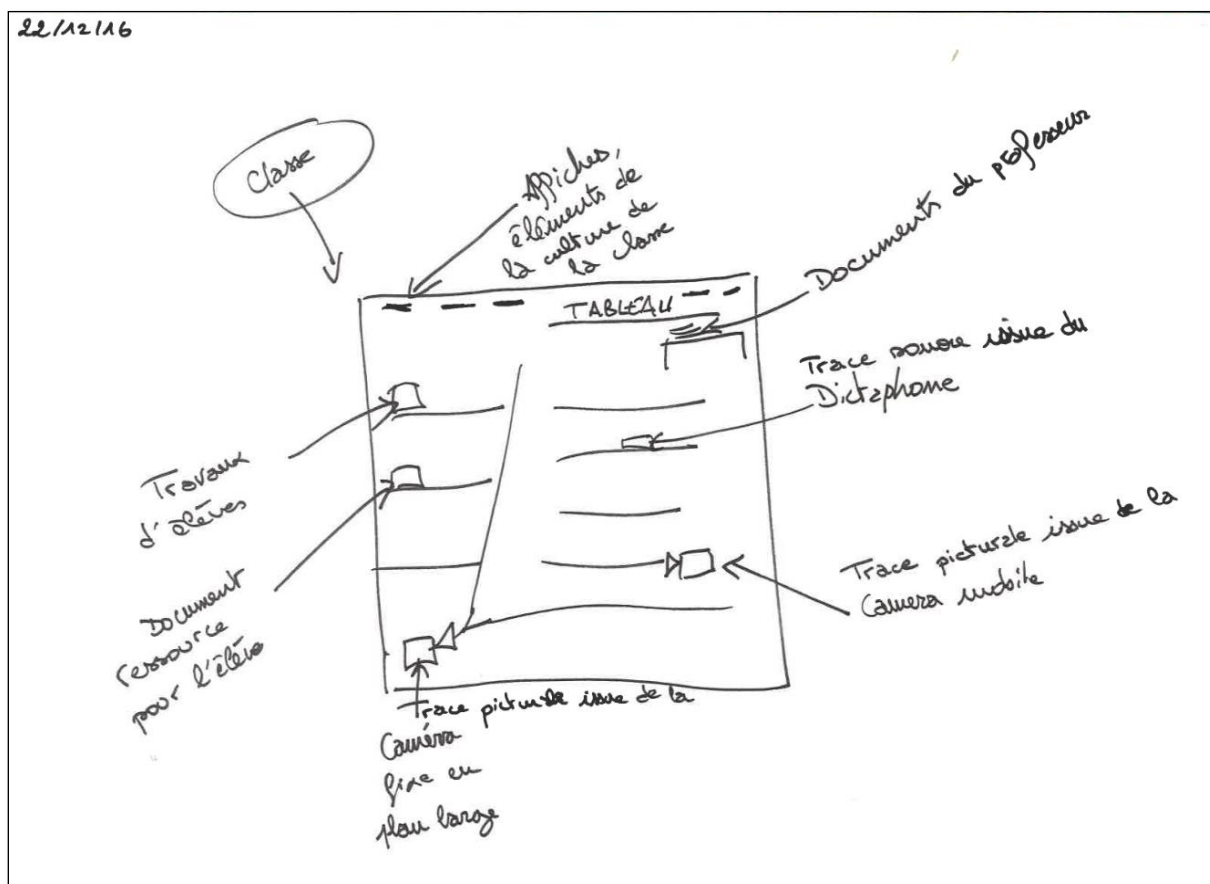 22/12/16
Classe
Affiches,
éléments de
la culture de
la classe
Documents du professeur
TABLEAU
Trace sonore issue du
Dictaphone
Travaux
d'élèves
Document
ressource
pour l'élève
Trace picturale issue de la
Camera mobile
Trace picturale issue de la
Caméra
fixe en
plan large